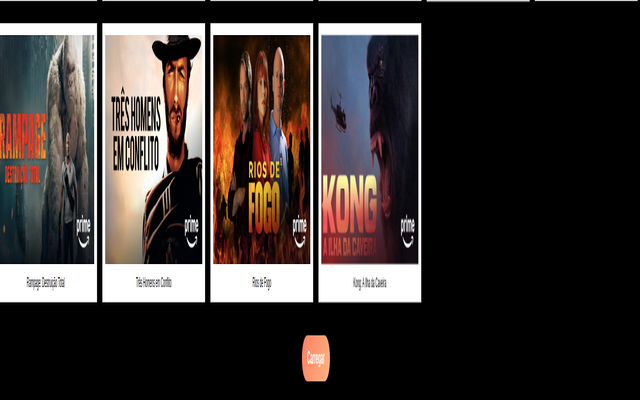 RAMPAGE
DESTRUIÇÃO TOTAL
prime
TRÊS HOMENS
EM CONFLITO
prime
RIOS DE
FOGO
prime
KONG
A ILHA DA CAVEIRA
prime
Rampage: Destruição Total
Três Homens em Conflito
Rios de Fogo
Kong: A Ilha da Caveira
Carregar